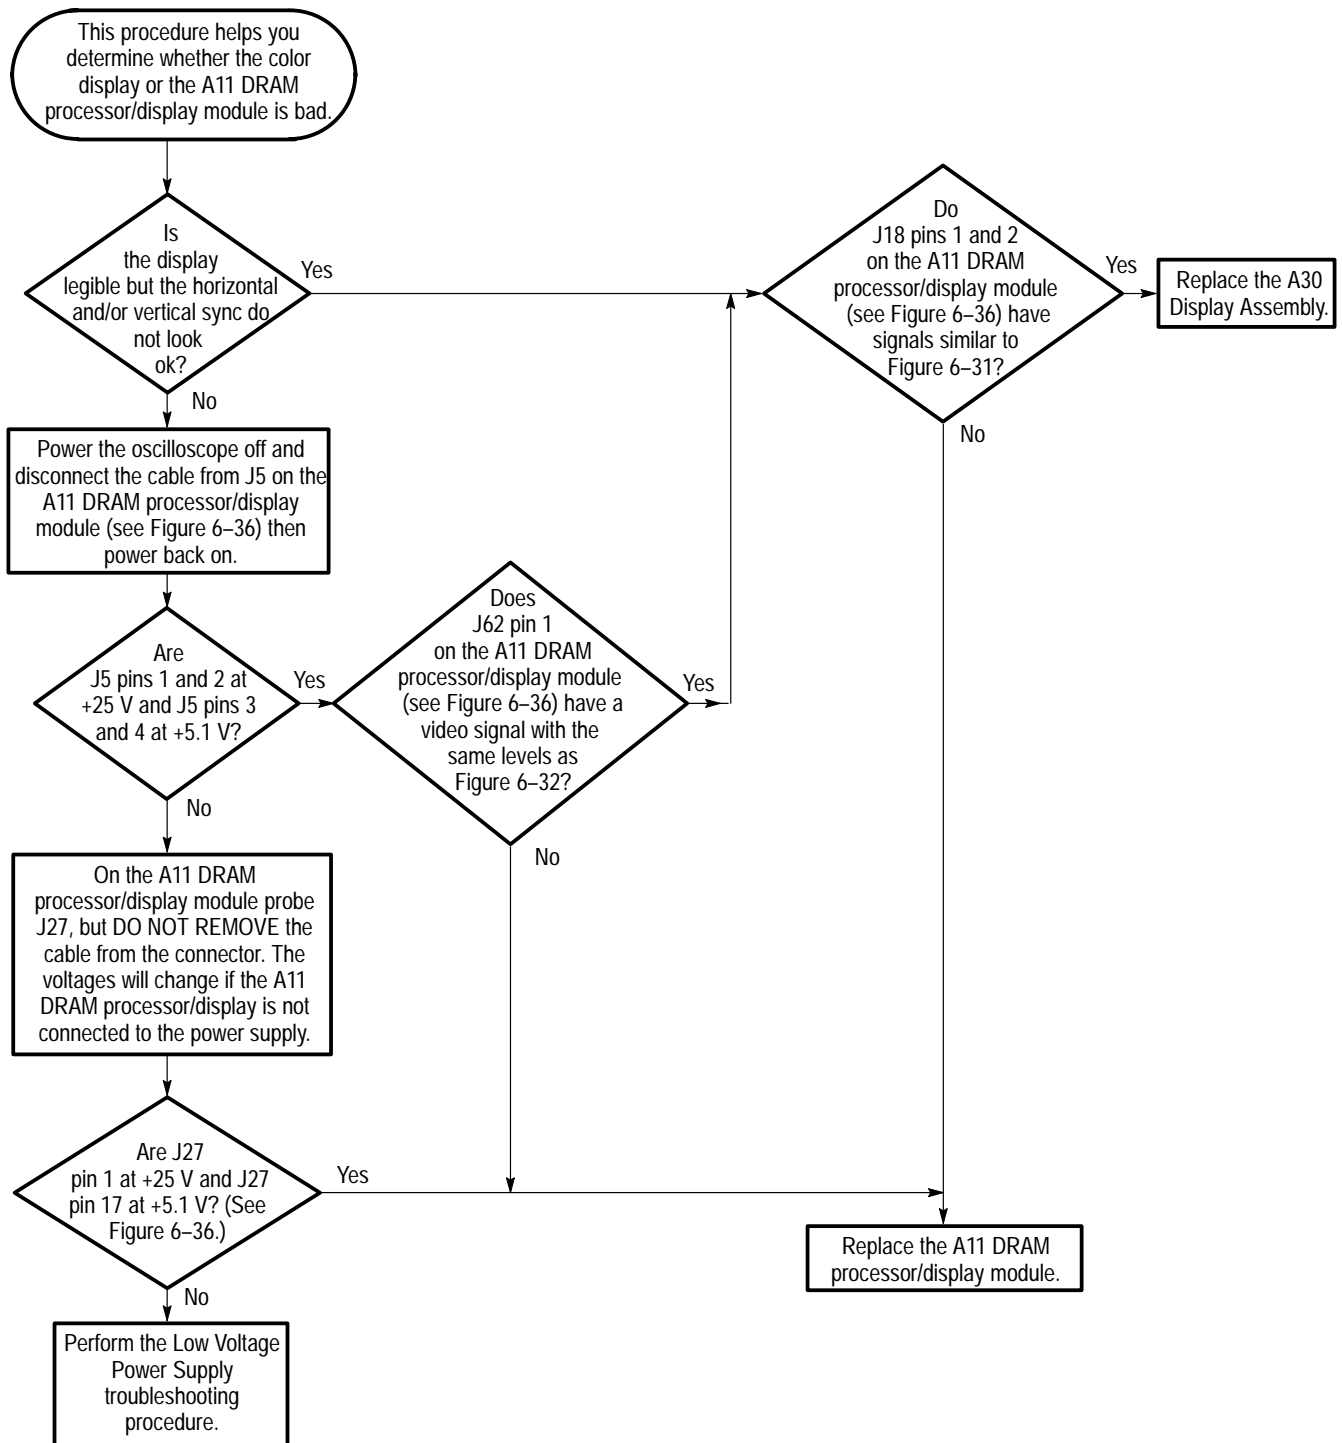 This procedure helps you
determine whether the color
display or the A11 DRAM
processor/display module is bad.
Is
the display
legible but the horizontal
and/or vertical sync do
not look
ok?
Yes
No
Do
J18 pins 1 and 2
on the A11 DRAM
processor/display module
(see Figure 6–36) have
signals similar to
Figure 6–31?
Yes
No
Replace the A30
Display Assembly.
Power the oscilloscope off and
disconnect the cable from J5 on the
A11 DRAM processor/display
module (see Figure 6–36) then
power back on.
Are
J5 pins 1 and 2 at
+25 V and J5 pins 3
and 4 at +5.1 V?
Yes
No
Does
J62 pin 1
on the A11 DRAM
processor/display module
(see Figure 6–36) have a
video signal with the
same levels as
Figure 6–32?
Yes
No
On the A11 DRAM
processor/display module probe
J27, but DO NOT REMOVE the
cable from the connector. The
voltages will change if the A11
DRAM processor/display is not
connected to the power supply.
Are J27
pin 1 at +25 V and J27
pin 17 at +5.1 V? (See
Figure 6–36.)
Yes
No
Replace the A11 DRAM
processor/display module.
Perform the Low Voltage
Power Supply
troubleshooting
procedure.